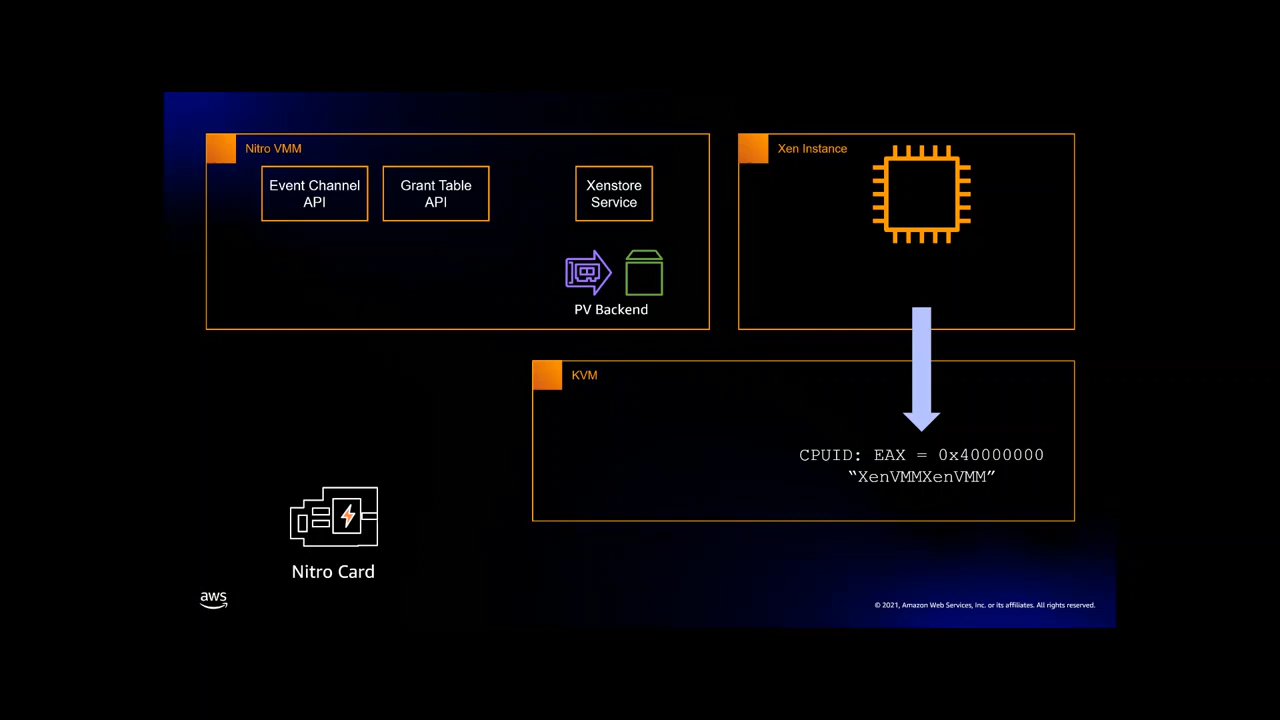 Nitro VMM
Event Channel
API
Grant Table
API
Xenstore
Service
PV Backend
Xen Instance
KVM
CPUID: EAX = 0x40000000
“XenVMMXenVMM”
Nitro Card
aws
© 2021, Amazon Web Services, Inc. or its affiliates. All rights reserved.